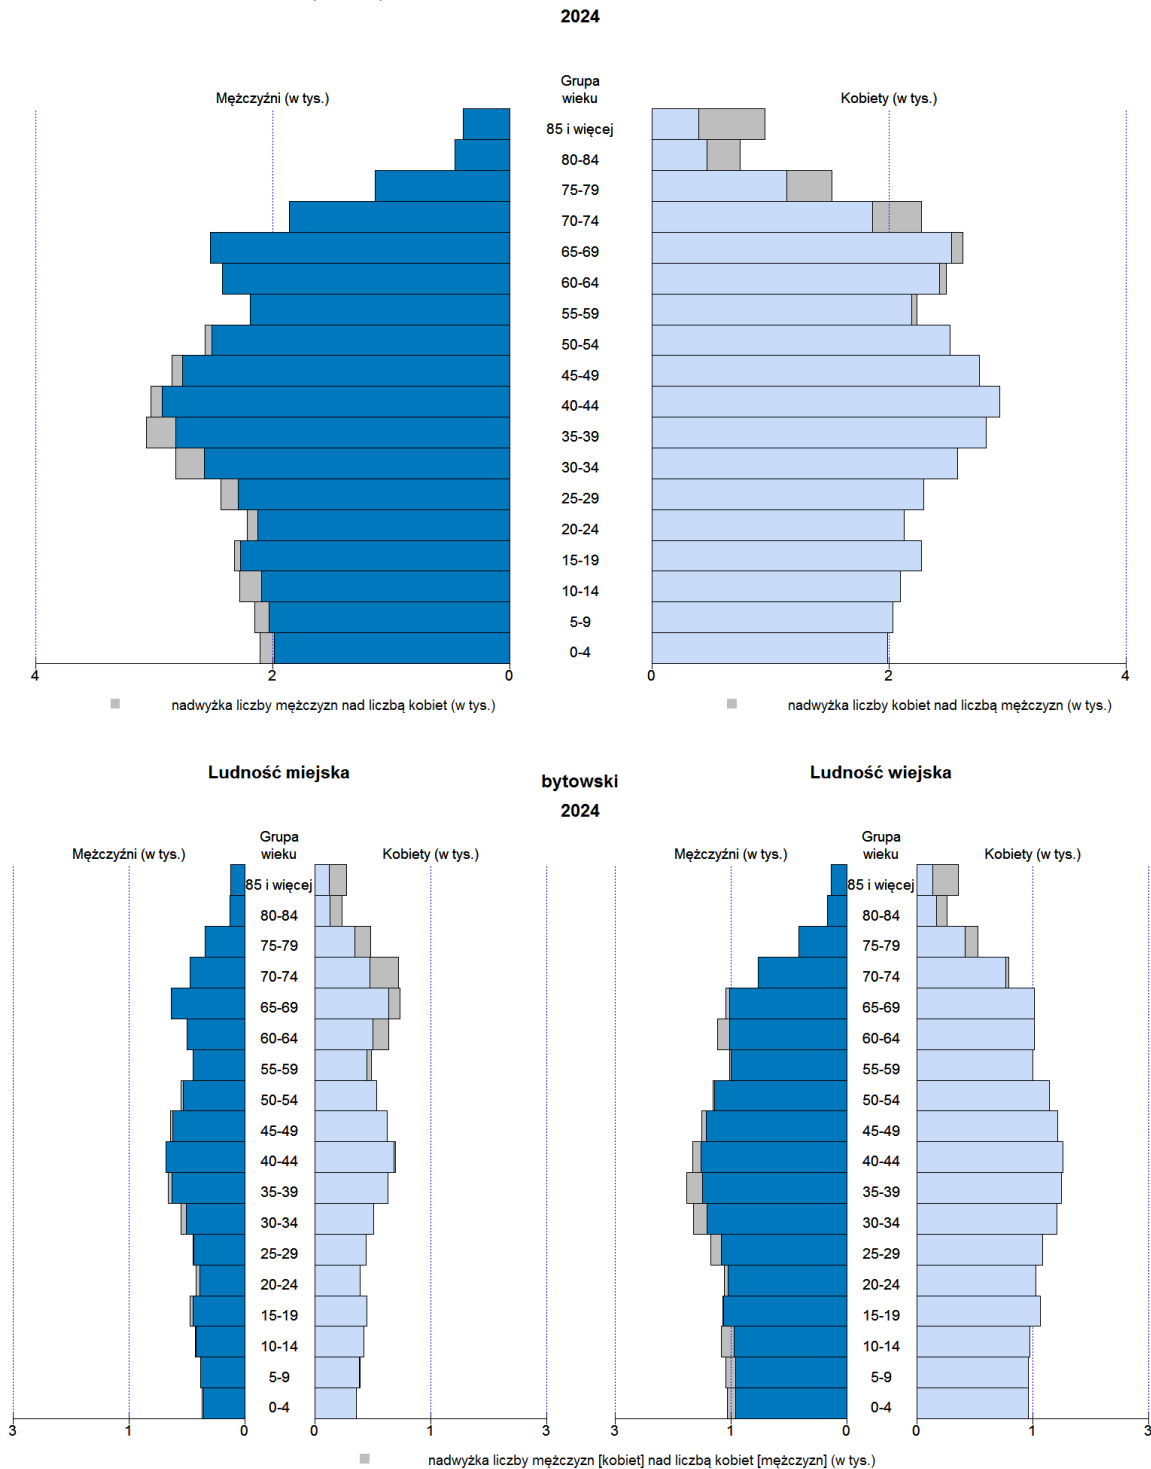 2024
Grupa
wieku
Mężczyźni (w tys.)
Kobiety (w tys.)
85 i więcej
80-84
75-79
70-74
65-69
60-64
55-59
50-54
45-49
40-44
35-39
30-34
25-29
20-24
15-19
10-14
5-9
0-4
4 2 0 0 2 4
nadwyżka liczby mężczyzn nad liczbą kobiet (w tys.)
nadwyżka liczby kobiet nad liczbą mężczyzn (w tys.)
Ludność miejska
bytowski
Ludność wiejska
2024
Grupa
wieku
Mężczyźni (w tys.)
Kobiety (w tys.)
85 i więcej
80-84
75-79
70-74
65-69
60-64
55-59
50-54
45-49
40-44
35-39
30-34
25-29
20-24
15-19
10-14
5-9
0-4
3 1 0 0 1 3
Grupa
wieku
Mężczyźni (w tys.)
Kobiety (w tys.)
85 i więcej
80-84
75-79
70-74
65-69
60-64
55-59
50-54
45-49
40-44
35-39
30-34
25-29
20-24
15-19
10-14
5-9
0-4
3 1 0 0 1 3
nadwyżka liczby mężczyzn [kobiet] nad liczbą kobiet [mężczyzn] (w tys.)